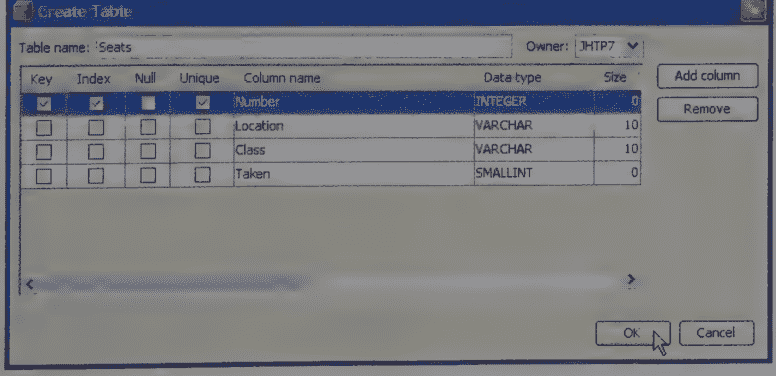 Create Table
Table name: Seats Owner: JHTP7
Key Index Null Unique Column name Data type Size
Number INTEGER 0
Location VARCHAR 10
Class VARCHAR 10
Taken SMALLINT 0
Add column
Remove
OK Cancel